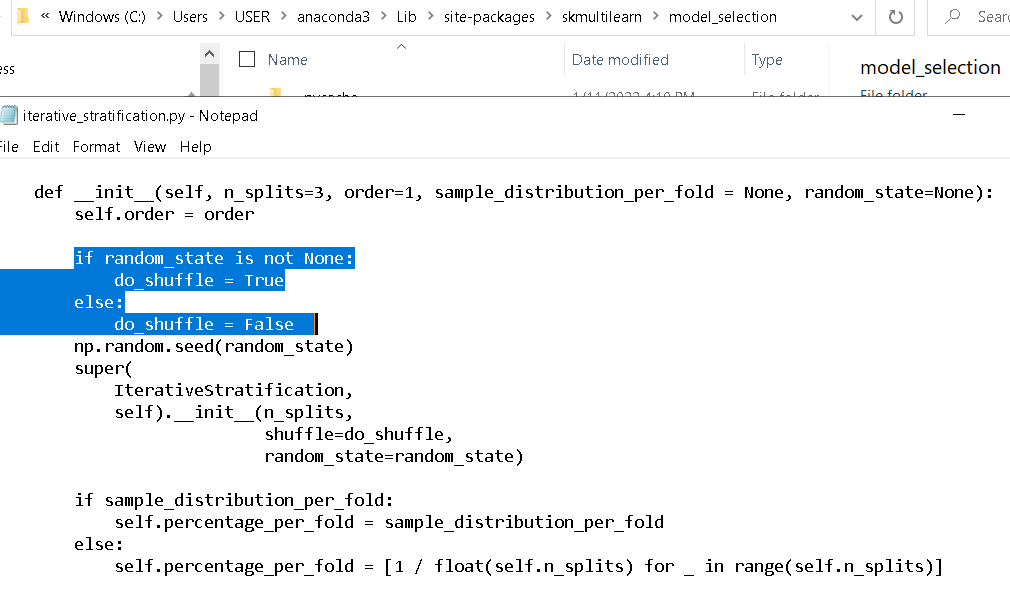 « Windows (C:) > Users > USER > anaconda3 > Lib > site-packages > skmultilearn > model_selection
Sear
ess
Name
Date modified
Type
model_selection
File folder
iterative_stratification.py - Notepad
File Edit Format View Help
def __init__(self, n_splits=3, order=1, sample_distribution_per_fold = None, random_state=None):
self.order = order
if random_state is not None:
do_shuffle = True
else:
do_shuffle = False
np.random.seed(random_state)
super(
IterativeStratification,
self).__init__(n_splits,
shuffle=do_shuffle,
random_state=random_state)
if sample_distribution_per_fold:
self.percentage_per_fold = sample_distribution_per_fold
else:
self.percentage_per_fold = [1 / float(self.n_splits) for _ in range(self.n_splits)]